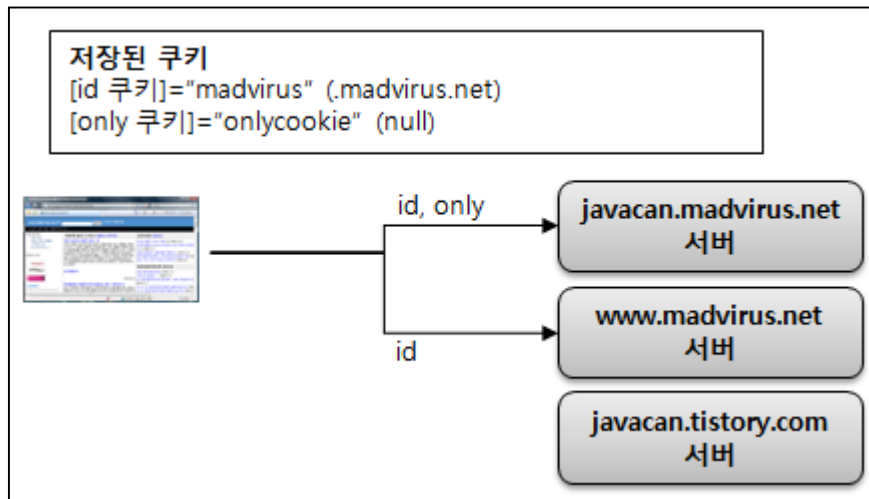 저장된 쿠키
[id 쿠키]="madvirus" (.madvirus.net)
[only 쿠키]="onlycookie" (null)
id, only
javacan.madvirus.net
서버
www.madvirus.net
서버
id
javacan.tistory.com
서버